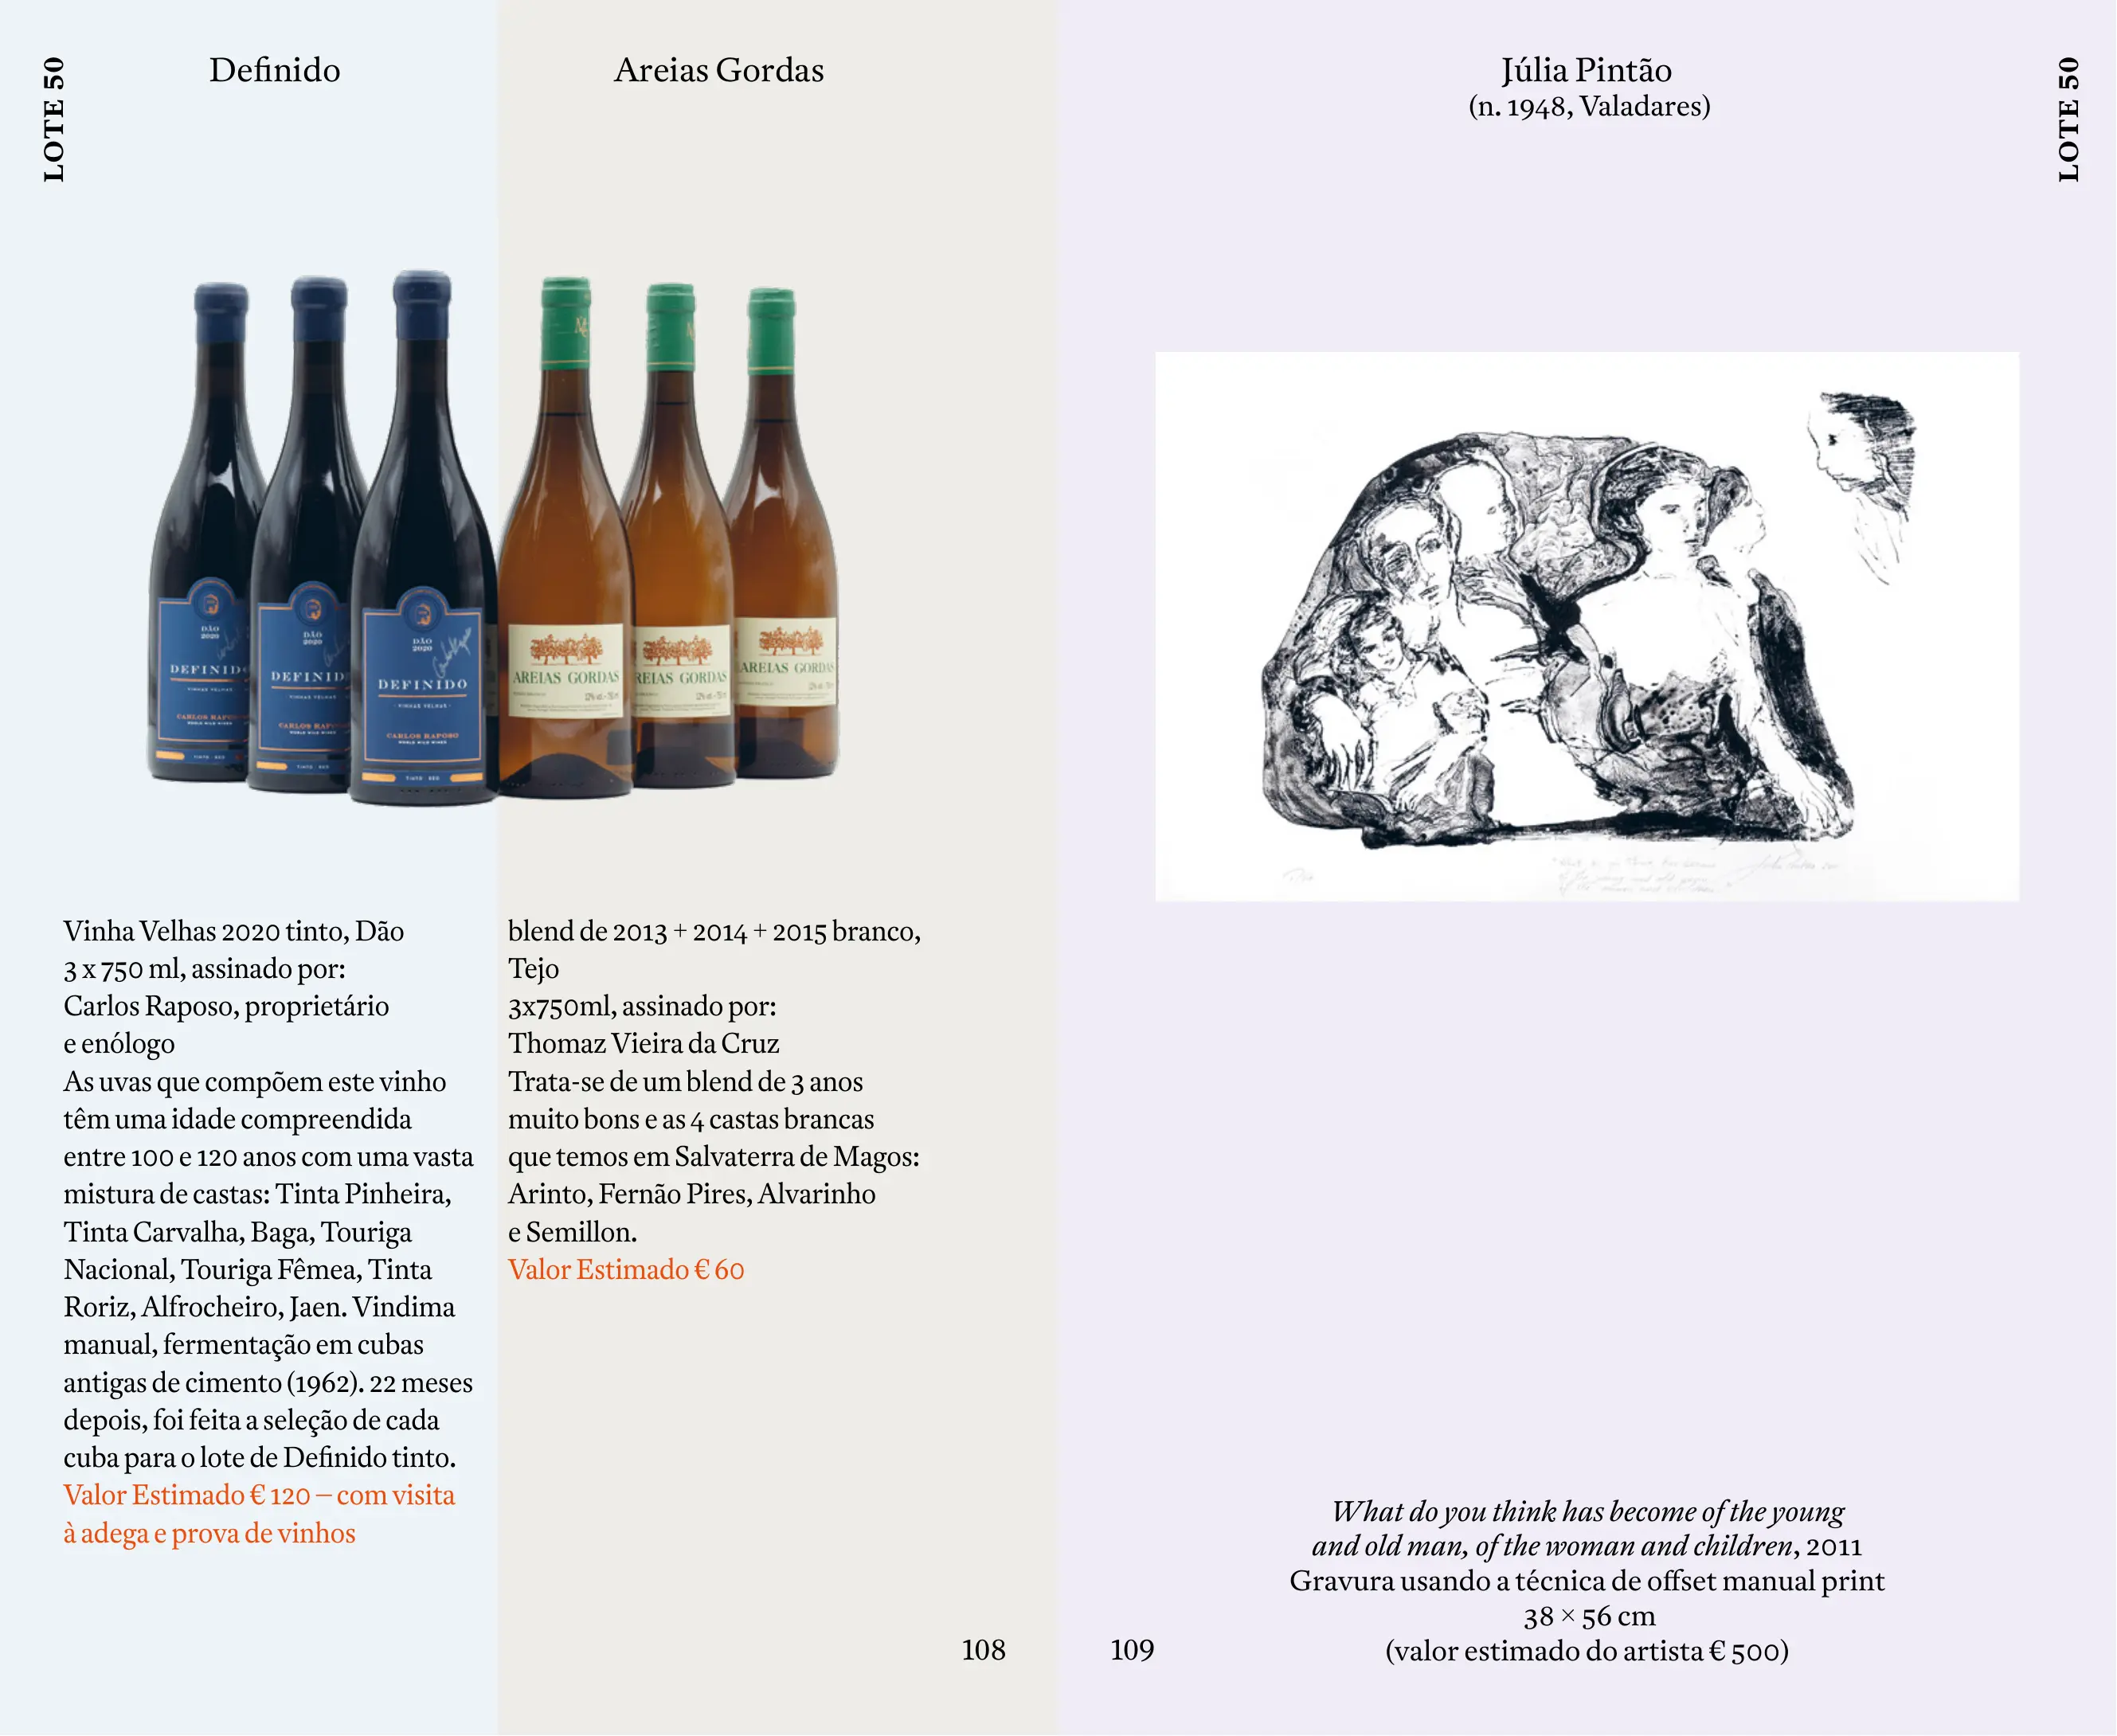 LOTE 50
Definido
DÃO
2020
DEFINIDO
VINHAS VELHAS
CARLOS RAPOSO
WORLD WILD WINES
TINTO · RED
Vinha Velhas 2020 tinto, Dão
3 x 750 ml, assinado por:
Carlos Raposo, proprietário
e enólogo
As uvas que compõem este vinho
têm uma idade compreendida
entre 100 e 120 anos com uma vasta
mistura de castas: Tinta Pinheira,
Tinta Carvalha, Baga, Touriga
Nacional, Touriga Fêmea, Tinta
Roriz, Alfrocheiro, Jaen. Vindima
manual, fermentação em cubas
antigas de cimento (1962). 22 meses
depois, foi feita a seleção de cada
cuba para o lote de Definido tinto.
Valor Estimado € 120 – com visita
à adega e prova de vinhos
Areias Gordas
AREIAS GORDAS
AREIAS GORDAS
AREIAS GORDAS
blend de 2013 + 2014 + 2015 branco,
Tejo
3x750ml, assinado por:
Thomaz Vieira da Cruz
Trata-se de um blend de 3 anos
muito bons e as 4 castas brancas
que temos em Salvaterra de Magos:
Arinto, Fernão Pires, Alvarinho
e Semillon.
Valor Estimado € 60
108
Júlia Pintão
(n. 1948, Valadares)
LOTE 50
What do you think has become of the young
and old man, of the woman and children, 2011
Gravura usando a técnica de offset manual print
38 × 56 cm
(valor estimado do artista € 500)
109